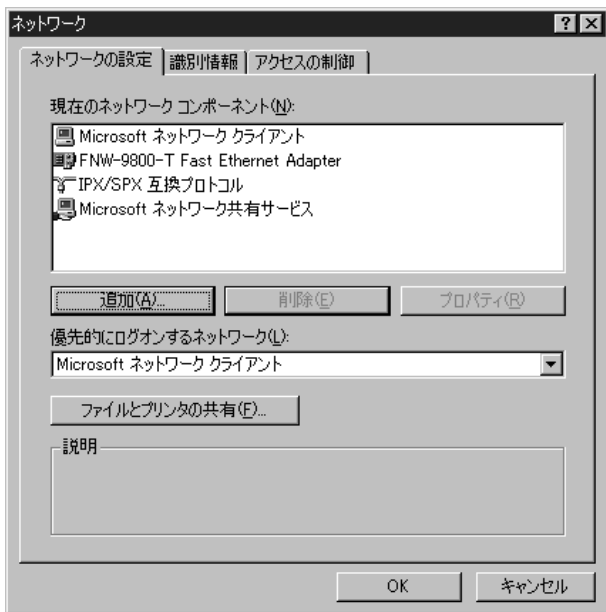 ネットワーク
ネットワークの設定 識別情報 アクセスの制御
現在のネットワーク コンポーネント(N):
Microsoft ネットワーク クライアント
FNW-9800-T Fast Ethernet Adapter
IPX/SPX 互換プロトコル
Microsoft ネットワーク共有サービス
追加(A)... 削除(E) プロパティ(R)
優先的にログオンするネットワーク(L):
Microsoft ネットワーク クライアント
ファイルとプリンタの共有(F)...
説明
OK キャンセル